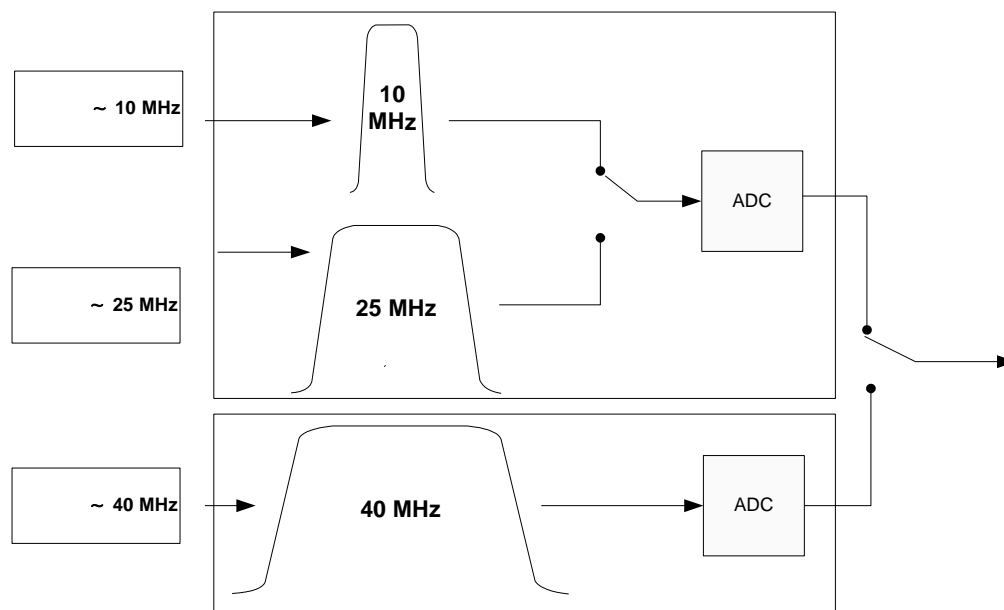 ~ 10 MHz
10
MHz
ADC
~ 25 MHz
25 MHz
~ 40 MHz
40 MHz
ADC